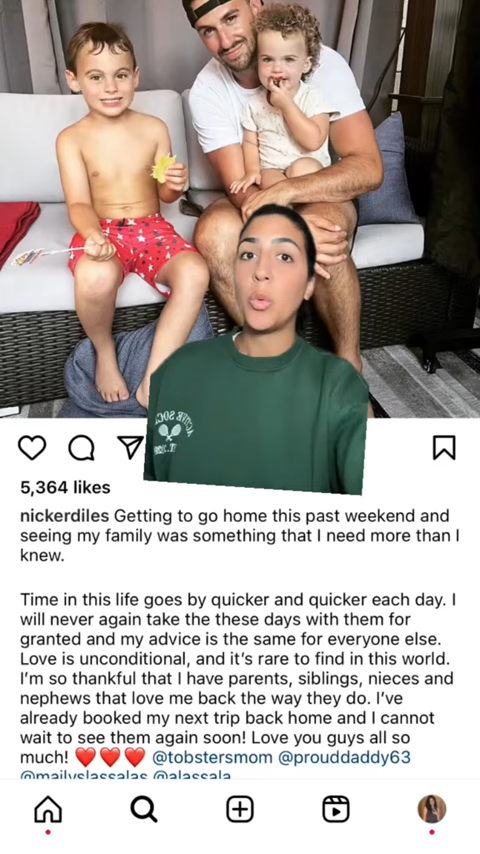 5,364 likes
nickerdiles Getting to go home this past weekend and
seeing my family was something that I need more than I
knew.
Time in this life goes by quicker and quicker each day. I
will never again take the these days with them for
granted and my advice is the same for everyone else.
Love is unconditional, and it's rare to find in this world.
I'm so thankful that I have parents, siblings, nieces and
nephews that love me back the way they do. I've
already booked my next trip back home and I cannot
wait to see them again soon! Love you guys all so
much! ❤️❤️❤️ @tobstersmom @prouddaddy63
@mailyslassalas @alassala